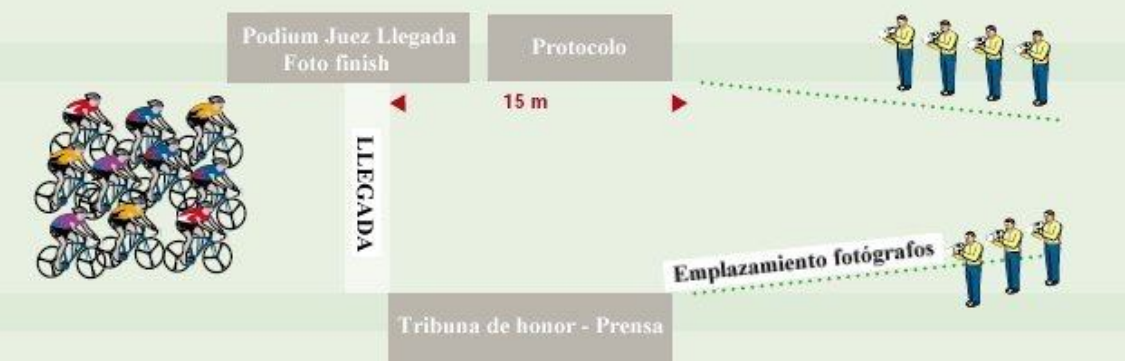 Podium Juez Llegada
Foto finish
Protocolo
15 m
LLEGADA
Emplazamiento fotógrafos
Tribuna de honor - Prensa